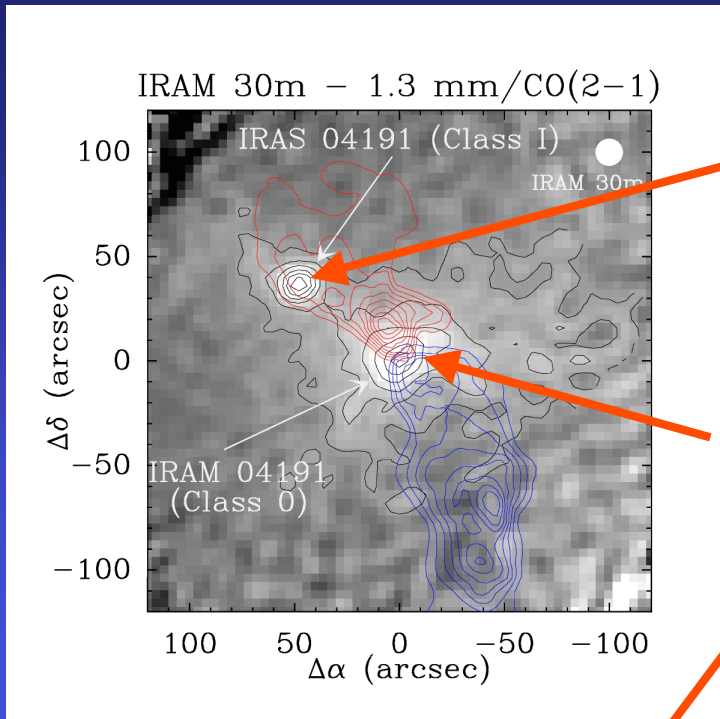 IRAM 30m − 1.3 mm/CO(2−1)
IRAS 04191 (Class I)
IRAM 30m
IRAM 04191
(Class 0)
100
50
0
−50
−100
Δδ (arcsec)
100 50 0 −50 −100
Δα (arcsec)